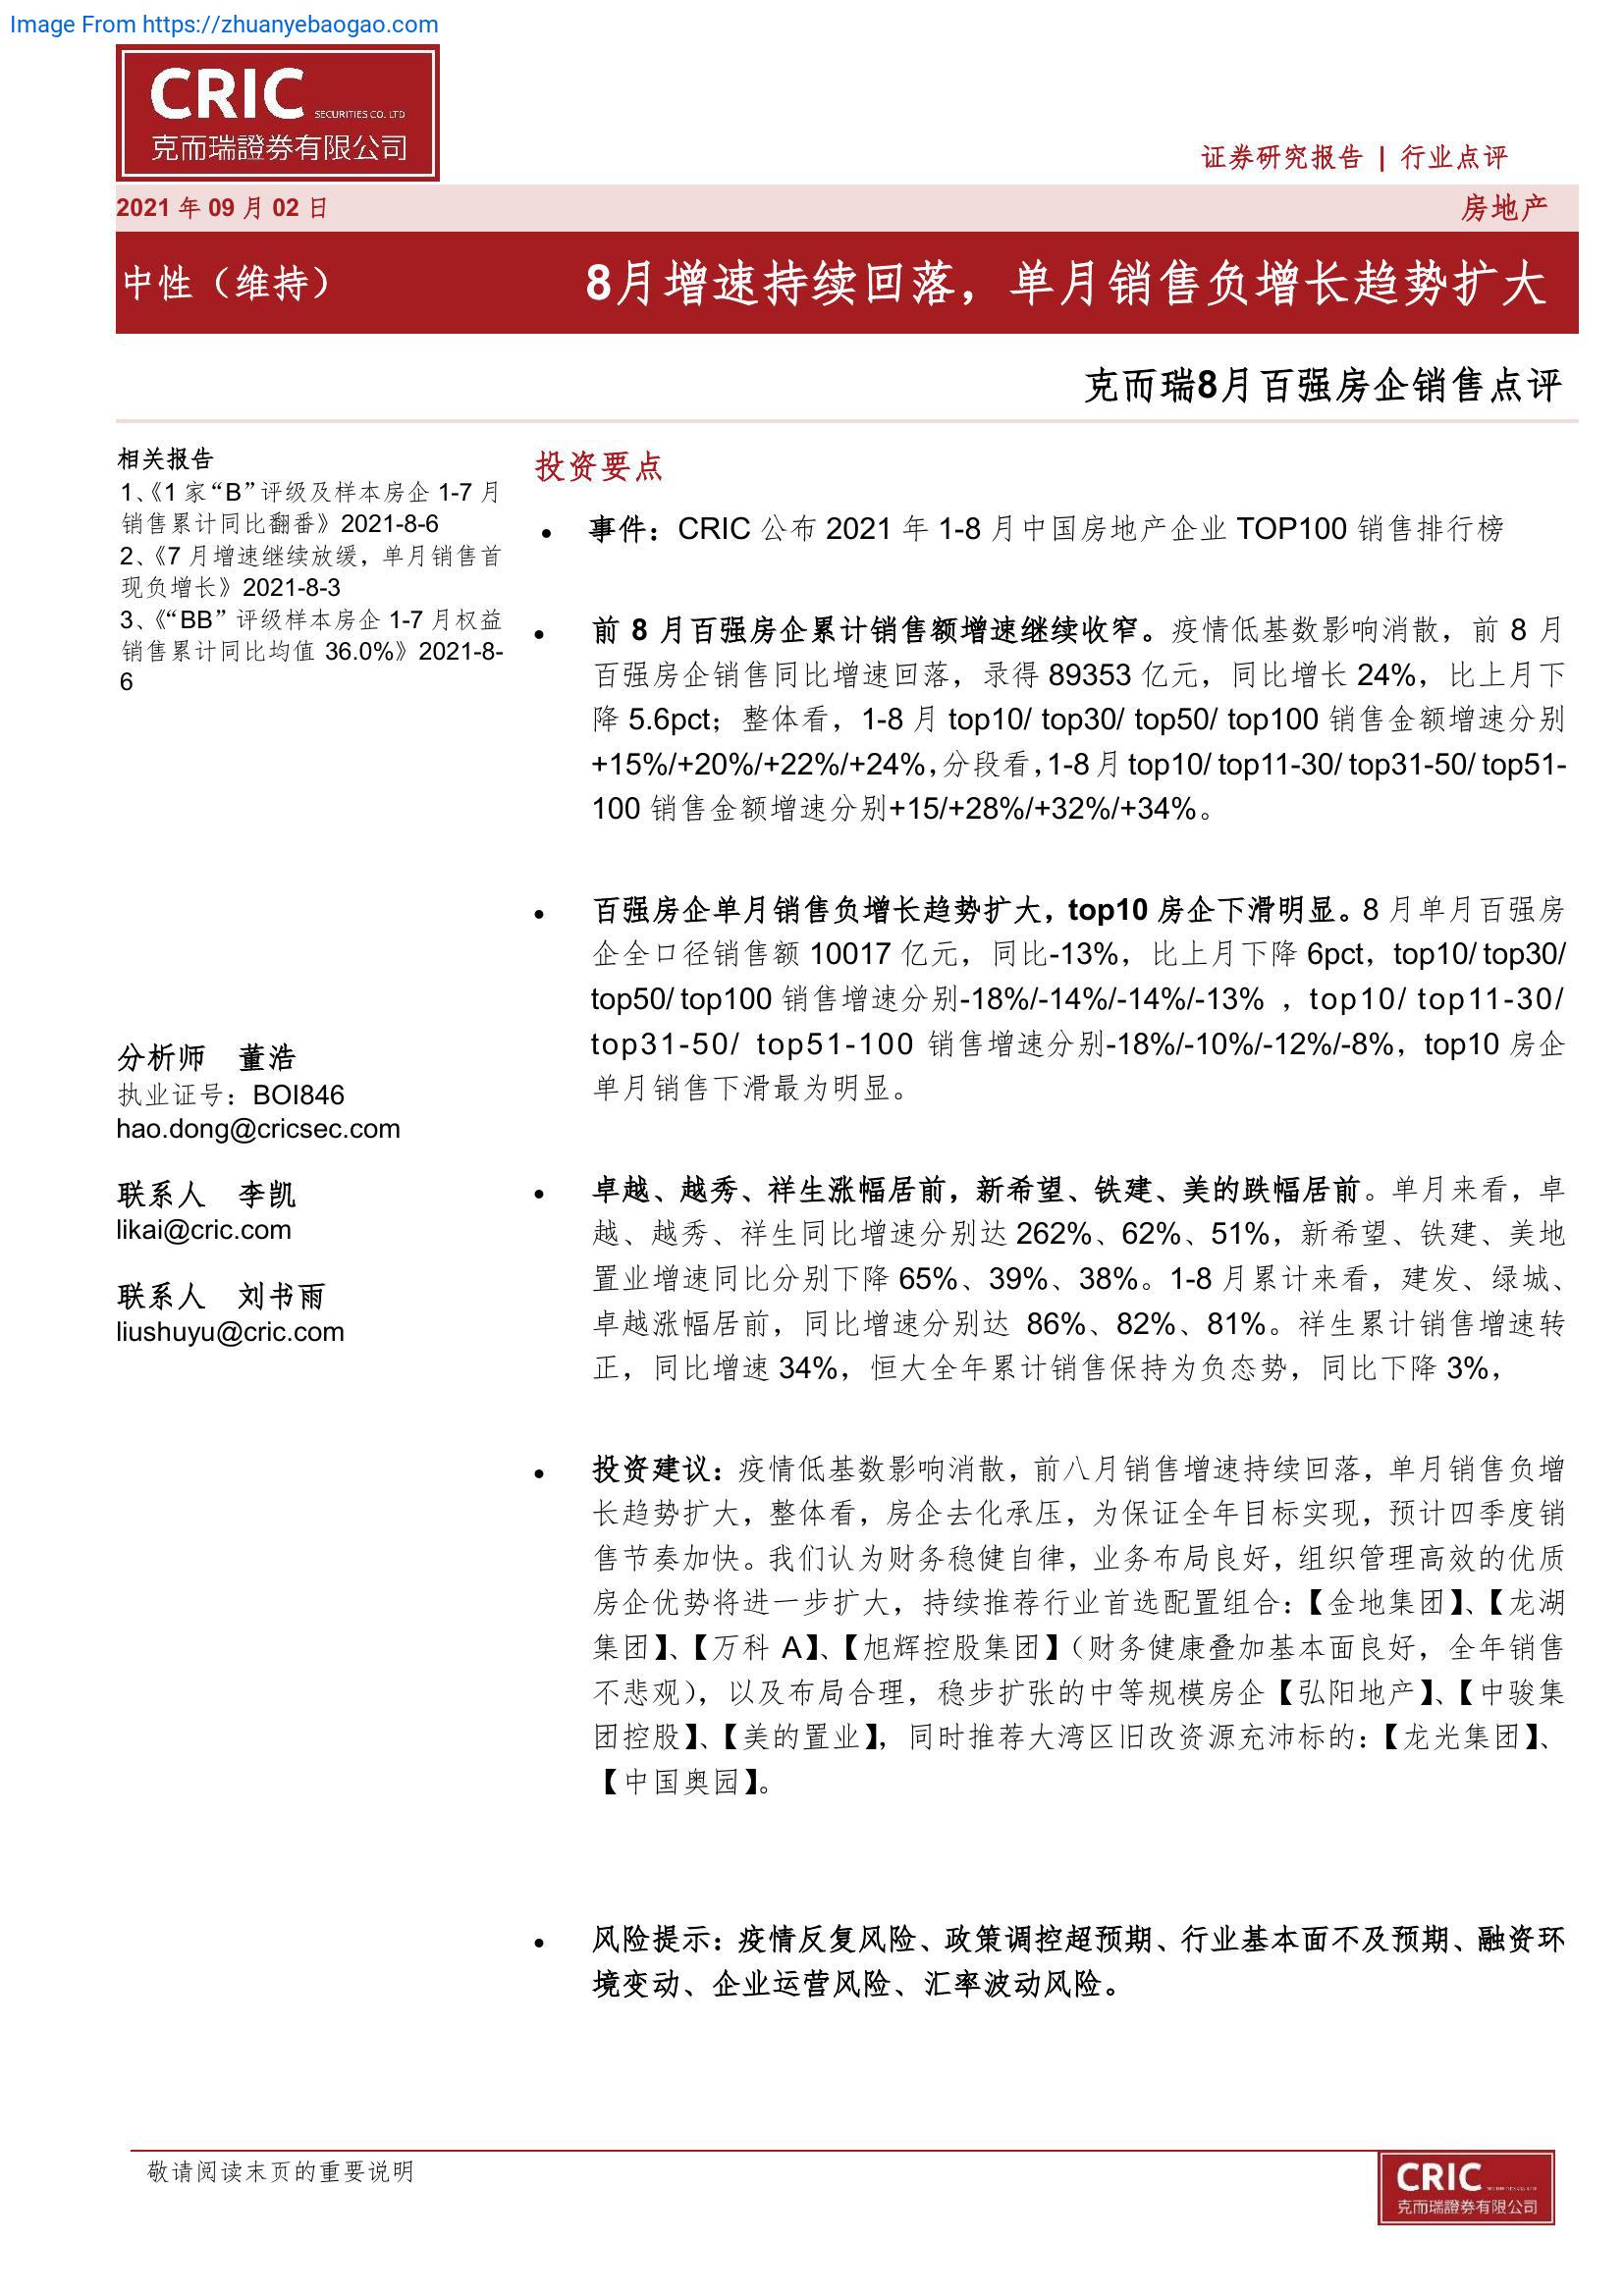 Image From https://zhuanyebaogao.com
CRIC SECURITIES CO. LTD
克而瑞證券有限公司
证券研究报告 | 行业点评
2021 年 09 月 02 日
房地产
中性（维持）
8月增速持续回落，单月销售负增长趋势扩大
克而瑞8月百强房企销售点评
相关报告
1、《1 家“B”评级及样本房企 1-7 月
销售累计同比翻番》2021-8-6
2、《7 月增速继续放缓，单月销售首
现负增长》2021-8-3
3、《“BB”评级样本房企 1-7 月权益
销售累计同比均值 36.0%》2021-8-
6
分析师 董浩
执业证号：BOI846
hao.dong@cricsec.com
联系人 李凯
likai@cric.com
联系人 刘书雨
liushuyu@cric.com
投资要点
● 事件：CRIC 公布 2021 年 1-8 月中国房地产企业 TOP100 销售排行榜
● 前 8 月百强房企累计销售额增速继续收窄。疫情低基数影响消散，前 8 月
百强房企销售同比增速回落，录得 89353 亿元，同比增长 24%，比上月下
降 5.6pct；整体看，1-8 月 top10/ top30/ top50/ top100 销售金额增速分别
+15%/+20%/+22%/+24%，分段看，1-8 月 top10/ top11-30/ top31-50/ top51-
100 销售金额增速分别+15/+28%/+32%/+34%。
● 百强房企单月销售负增长趋势扩大，top10 房企下滑明显。8 月单月百强房
企全口径销售额 10017 亿元，同比-13%，比上月下降 6pct，top10/ top30/
top50/ top100 销售增速分别-18%/-14%/-14%/-13% ，top10/ top11-30/
top31-50/ top51-100 销售增速分别-18%/-10%/-12%/-8%，top10 房企
单月销售下滑最为明显。
● 卓越、越秀、祥生涨幅居前，新希望、铁建、美的跌幅居前。单月来看，卓
越、越秀、祥生同比增速分别达 262%、62%、51%，新希望、铁建、美地
置业增速同比分别下降 65%、39%、38%。1-8 月累计来看，建发、绿城、
卓越涨幅居前，同比增速分别达 86%、82%、81%。祥生累计销售增速转
正，同比增速 34%，恒大全年累计销售保持为负态势，同比下降 3%，
● 投资建议：疫情低基数影响消散，前八月销售增速持续回落，单月销售负增
长趋势扩大，整体看，房企去化承压，为保证全年目标实现，预计四季度销
售节奏加快。我们认为财务稳健自律，业务布局良好，组织管理高效的优质
房企优势将进一步扩大，持续推荐行业首选配置组合：【金地集团】、【龙湖
集团】、【万科 A】、【旭辉控股集团】（财务健康叠加基本面良好，全年销售
不悲观），以及布局合理，稳步扩张的中等规模房企【弘阳地产】、【中骏集
团控股】、【美的置业】，同时推荐大湾区旧改资源充沛标的：【龙光集团】、
【中国奥园】。
● 风险提示：疫情反复风险、政策调控超预期、行业基本面不及预期、融资环
境变动、企业运营风险、汇率波动风险。
敬请阅读末页的重要说明
CRIC
克而瑞證券有限公司